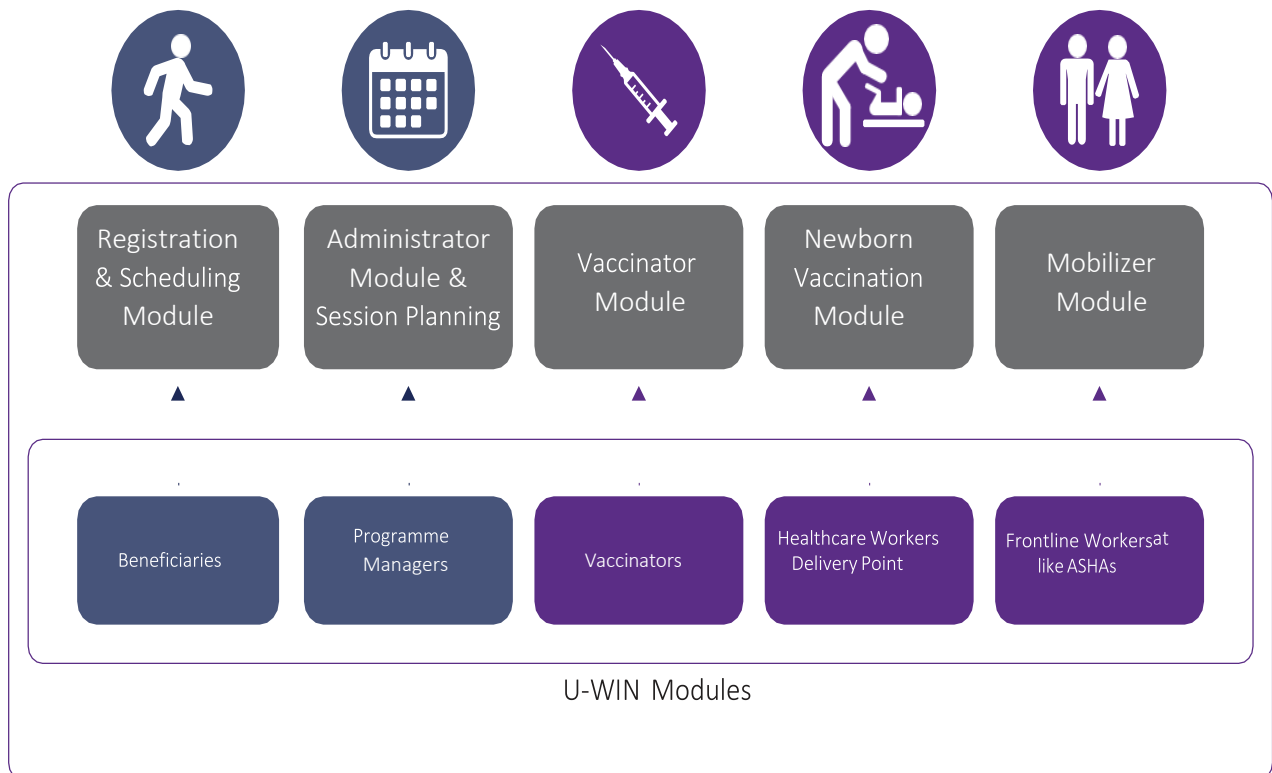 Registration
& Scheduling
Module
Administrator
Module &
Session Planning
Vaccinator
Module
Newborn
Vaccination
Module
Mobilizer
Module
Beneficiaries
Programme
Managers
Vaccinators
Healthcare Workers
Delivery Point
Frontline Workersat
like ASHAs
U-WIN Modules